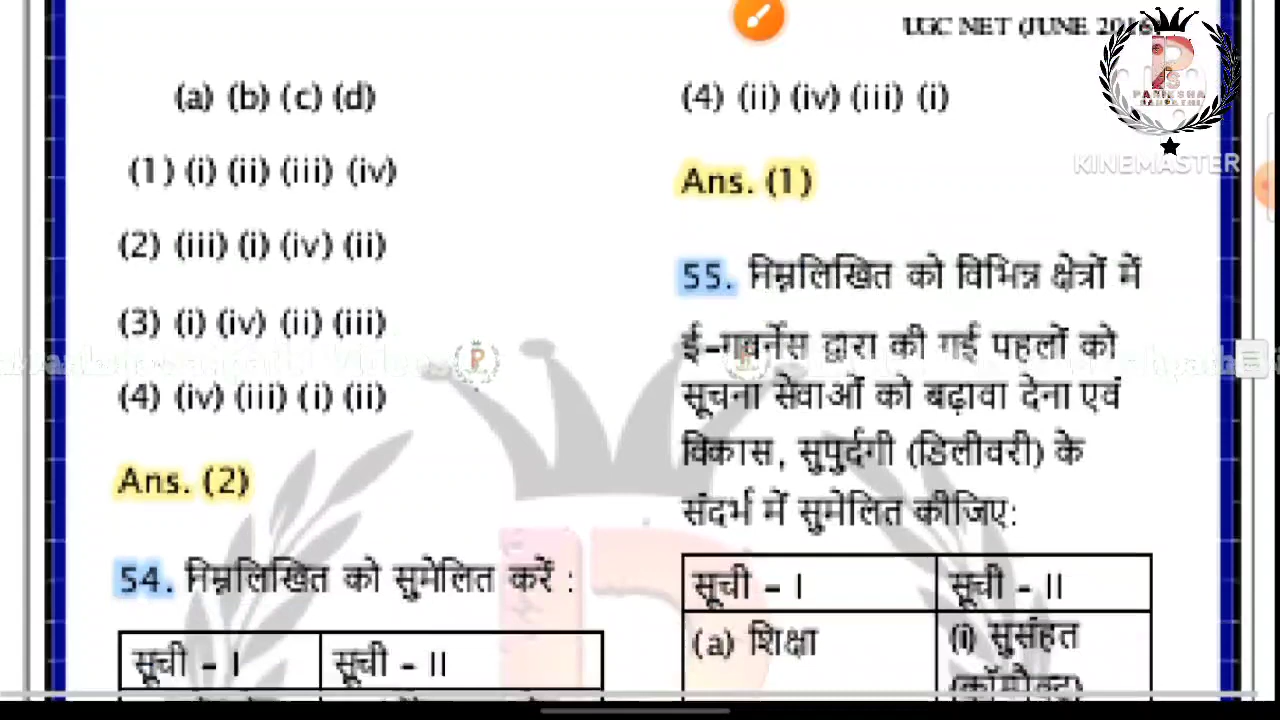 UGC NET (JUNE 2016)
(a) (b) (c) (d)
(1) (i) (ii) (iii) (iv)
(2) (iii) (i) (iv) (ii)
(3) (i) (iv) (ii) (iii)
(4) (iv) (iii) (i) (ii)
Ans. (2)
54. निम्नलिखित को सुमेलित करें :
सूची - I सूची - II
(4) (ii) (iv) (iii) (i)
Ans. (1)
55. निम्नलिखित को विभिन्न क्षेत्रों में
ई-गवर्नेंस द्वारा की गई पहलों को
सूचना सेवाओं को बढ़ावा देना एवं
विकास, सुपुर्दगी (डिलीवरी) के
संदर्भ में सुमेलित कीजिए:
सूची - I सूची - II
(a) शिक्षा (i) सुसंहत
PARIKSHA
KINEMASTER